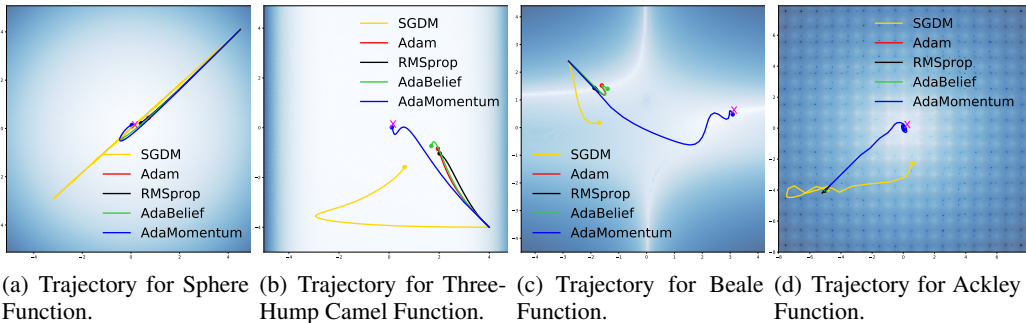 SGDM
Adam
RMSprop
AdaBelief
AdaMomentum
SGDM
Adam
RMSprop
AdaBelief
AdaMomentum
SGDM
Adam
RMSprop
AdaBelief
AdaMomentum
SGDM
Adam
RMSprop
AdaBelief
AdaMomentum
(a) Trajectory for Sphere
Function.
(b) Trajectory for Three-
Hump Camel Function.
(c) Trajectory for Beale
Function.
(d) Trajectory for Ackley
Function.